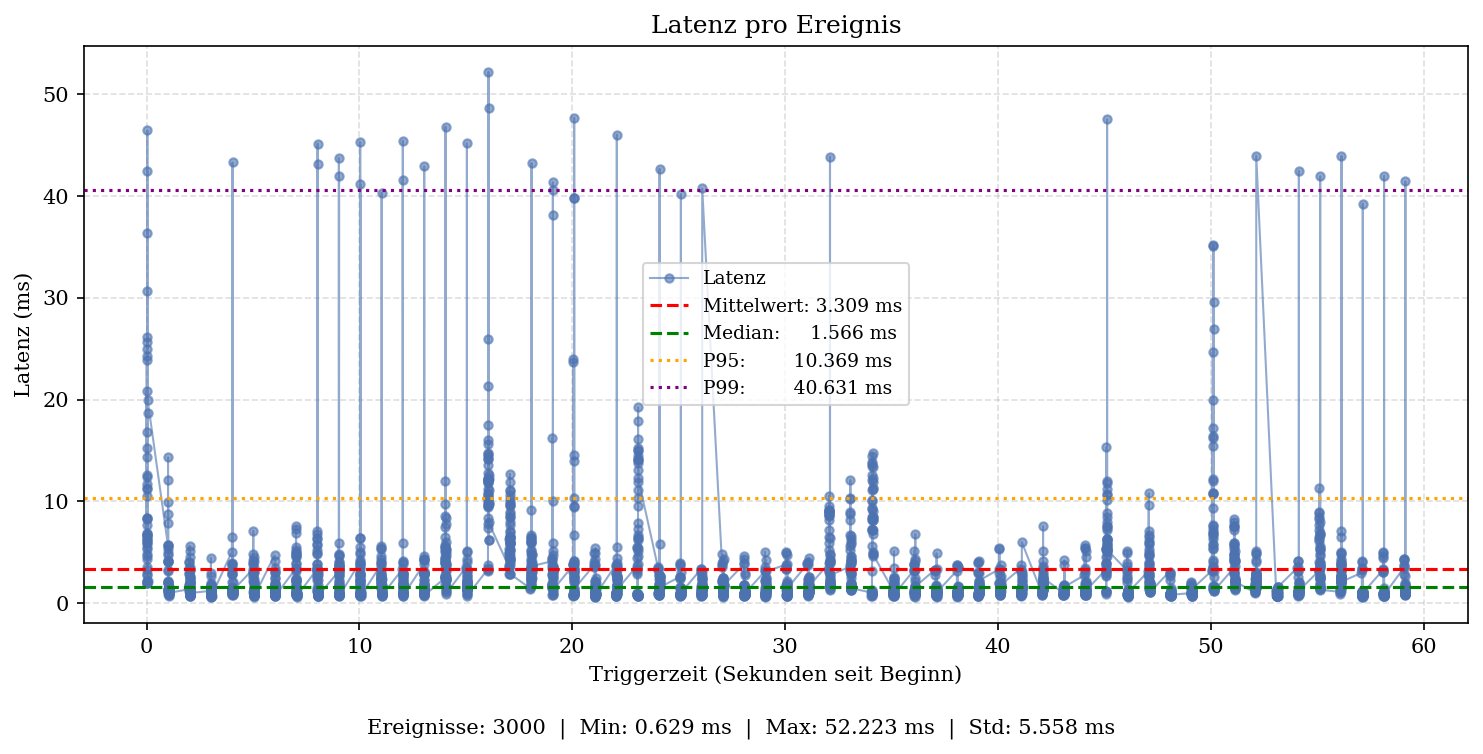 Latenz pro Ereignis
Latenz (ms)
50
40
30
20
10
0
Latenz
Mittelwert: 3.309 ms
Median: 1.566 ms
P95: 10.369 ms
P99: 40.631 ms
0 10 20 30 40 50 60
Triggerzeit (Sekunden seit Beginn)
Ereignisse: 3000 | Min: 0.629 ms | Max: 52.223 ms | Std: 5.558 ms